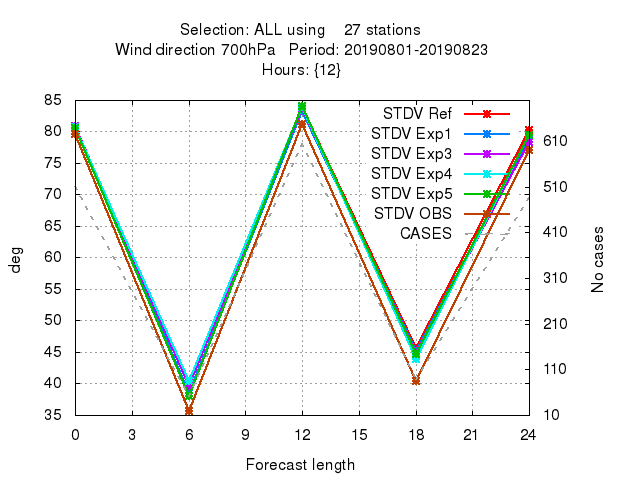 Selection: ALL using    27 stations
Wind direction 700hPa   Period: 20190801-20190823
Hours: {12}
85
80
75
70
65
60
55
50
45
40
35
deg
STDV Ref
STDV Exp1
STDV Exp3
STDV Exp4
STDV Exp5
STDV OBS
CASES
610
510
410
310
210
110
10
No cases
0 3 6 9 12 15 18 21 24
Forecast length